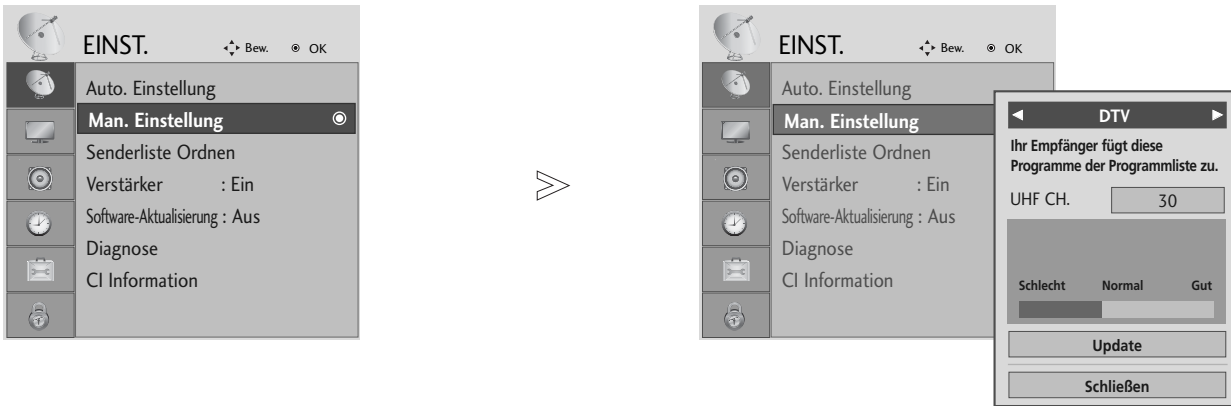 EINST.
Bew.
OK
Auto. Einstellung
Man. Einstellung
Senderliste Ordnen
Verstärker : Ein
Software-Aktualisierung : Aus
Diagnose
CI Information
EINST.
Bew.
OK
Auto. Einstellung
Man. Einstellung
Senderliste Ordnen
Verstärker : Ein
Software-Aktualisierung : Aus
Diagnose
CI Information
DTV
Ihr Empfänger fügt diese
Programme der Programmliste zu.
UHF CH. 30
Schlecht Normal Gut
Update
Schließen